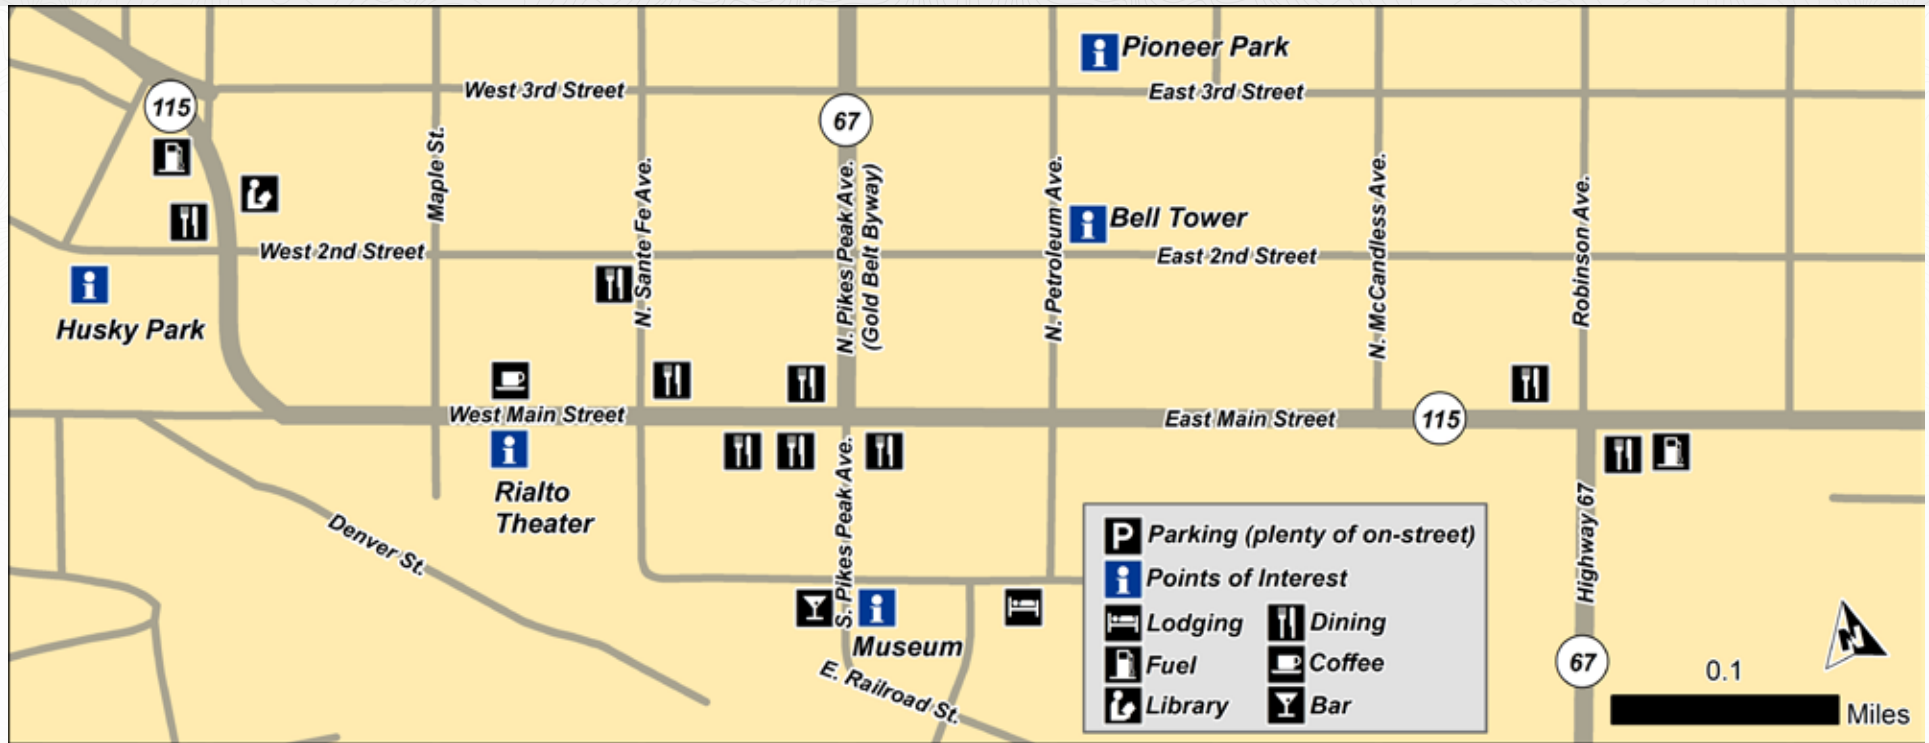 Pioneer Park
West 3rd Street
East 3rd Street
115
67
Maple St.
N. Sante Fe Ave.
N. Pikes Peak Ave.
(Gold Belt Byway)
N. Petroleum Ave.
N. McCandless Ave.
Robinson Ave.
Bell Tower
West 2nd Street
East 2nd Street
Husky Park
West Main Street
East Main Street
115
Rialto
Theater
Denver St.
S. Pikes Peak Ave.
Highway 67
Museum
E. Railroad St.
67
P Parking (plenty of on-street)
i Points of Interest
Lodging
Dining
Fuel
Coffee
Library
Bar
N
0.1
Miles